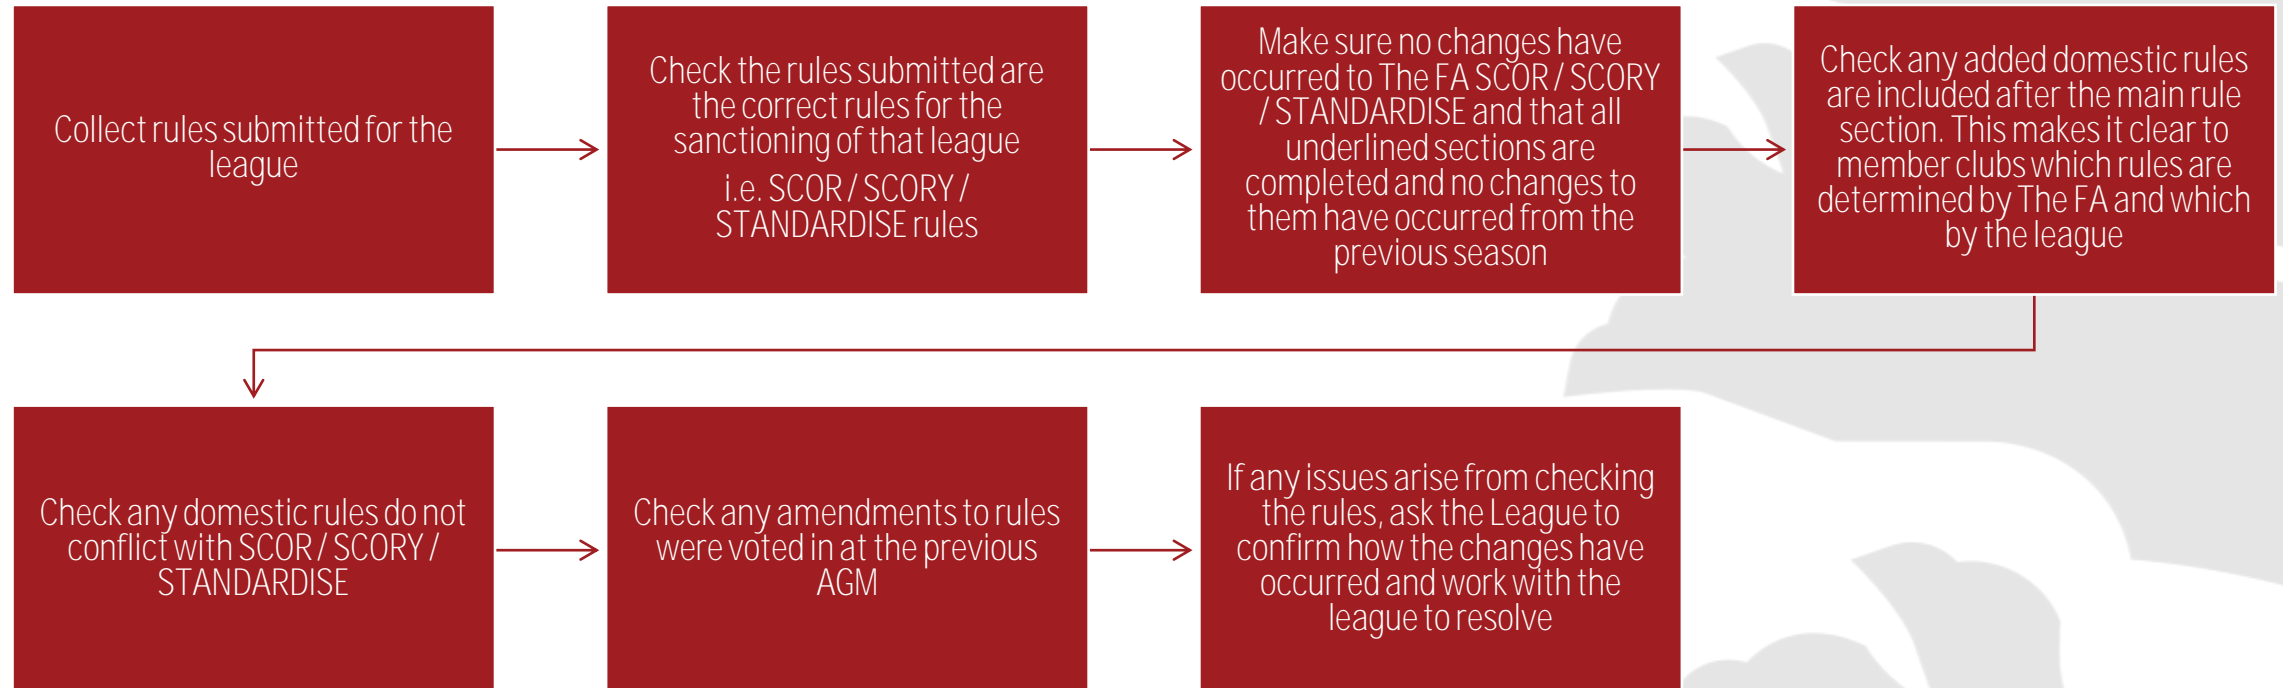 Collect rules submitted for the
league
Check the rules submitted are
the correct rules for the
sanctioning of that league
i.e. SCOR / SCORY /
STANDARDISE rules
Make sure no changes have
occurred to The FA SCOR / SCORY
/ STANDARDISE and that all
underlined sections are
completed and no changes to
them have occurred from the
previous season
Check any added domestic rules
are included after the main rule
section. This makes it clear to
member clubs which rules are
determined by The FA and which
by the league
Check any domestic rules do not
conflict with SCOR / SCORY /
STANDARDISE
Check any amendments to rules
were voted in at the previous
AGM
If any issues arise from checking
the rules, ask the League to
confirm how the changes have
occurred and work with the
league to resolve